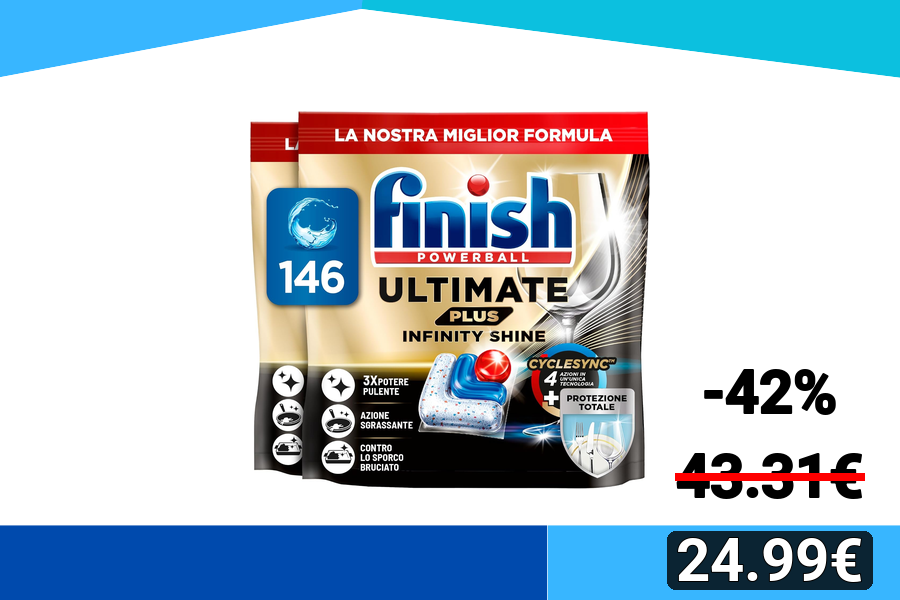 LA
LA NOSTRA MIGLIOR FORMULA
finish
POWERBALL
146
ULTIMATE
PLUS
INFINITY SHINE
3X POTERE
PULENTE
AZIONE
SGRASSANTE
CONTRO
LO SPORCO
BRUCIATO
CYCLESYNC™
4 AZIONI IN
UN'UNICA
TECNOLOGIA
+
PROTEZIONE
TOTALE
-42%
43.31€
24.99€